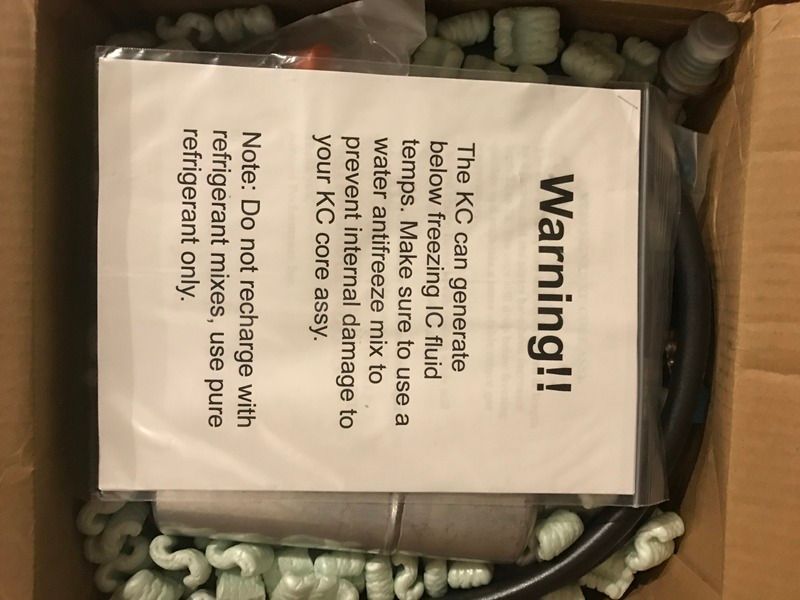 Warning!!
The KC can generate
below freezing IC fluid
temps. Make sure to use a
water antifreeze mix to
prevent internal damage to
your KC core assy.
Note: Do not recharge with
refrigerant mixes, use pure
refrigerant only.